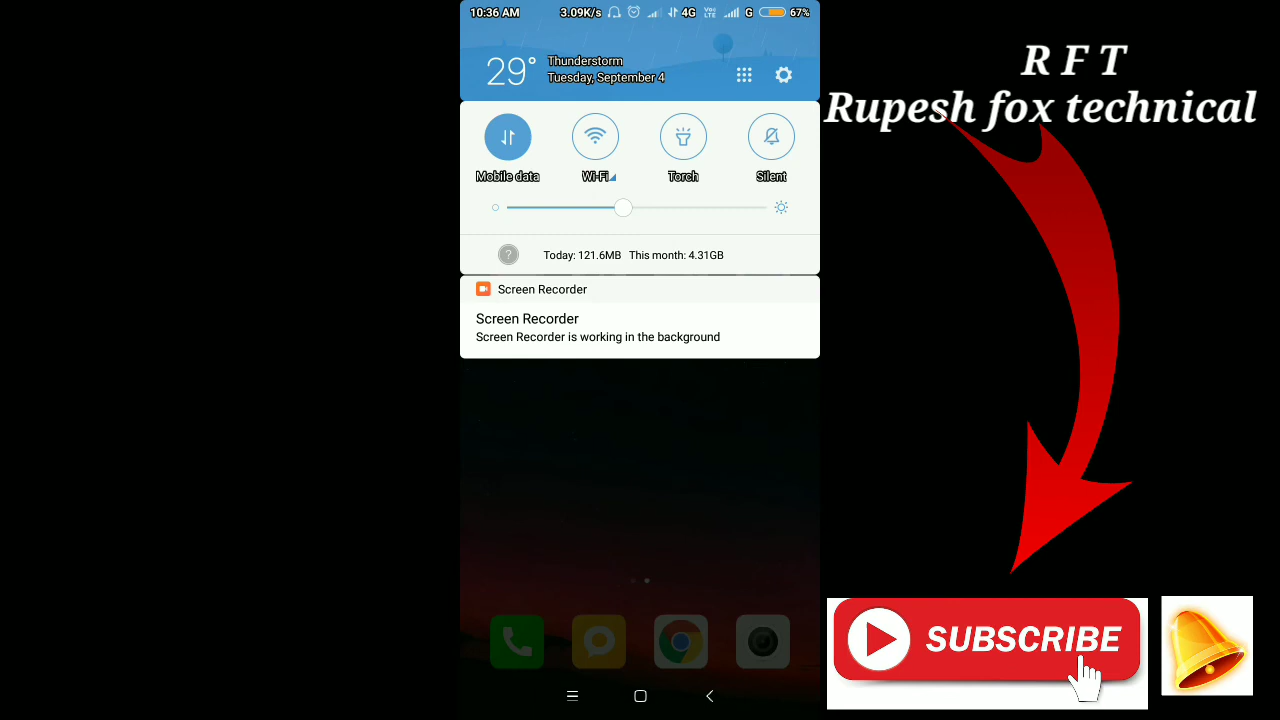 10:36 AM 3.09K/s 4G Vo) LTE G 67%
29° Thunderstorm
Tuesday, September 4
Mobile data Wi-Fi Torch Silent
? Today: 121.6MB This month: 4.31GB
Screen Recorder
Screen Recorder
Screen Recorder is working in the background
R F T
Rupesh fox technical
SUBSCRIBE